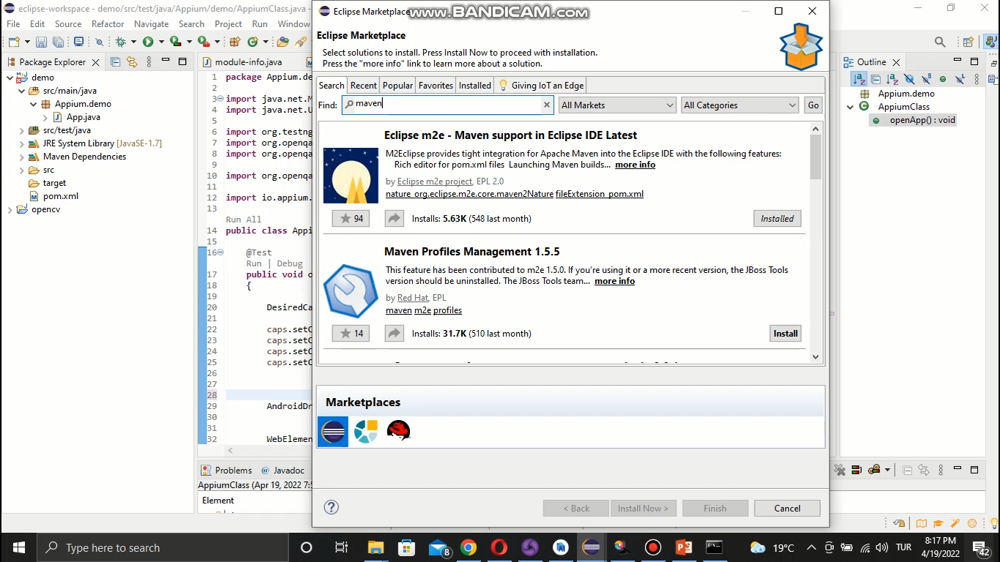 eclipse-workspace - demo/src/test/java/Appium/demo/AppiumClass.java
Eclipse Marketplace
www.BANDICAM.com
File Edit Source Refactor Navigate Search Project Run Window
Eclipse Marketplace
Select solutions to install. Press Install Now to proceed with installation.
Press the "more info" link to learn more about a solution.
Package Explorer
demo
src/main/java
Appium.demo
App.java
src/test/java
JRE System Library [JavaSE-1.7]
Maven Dependencies
src
target
pom.xml
opencv
module-info.java
1 package Appium.de
3 import java.net.M
4 import java.net.U
5
6 import org.testng
7 import org.openqa
8 import org.openqa
9
10 import org.openqa
11
12 import io.appium.
13
Run All
14 public class Appi
15
16 @Test
Run | Debug
17 public void o
18 {
19
20 DesiredCa
21
22 caps.setC
23 caps.setC
24 caps.setC
25 caps.setC
26
27
28
29 AndroidDr
30
31
32 WebElemen
Problems Javadoc
AppiumClass (Apr 19, 2022 7:5
Element
Search Recent Popular Favorites Installed Giving IoT an Edge
Find: maven All Markets All Categories Go
Eclipse m2e - Maven support in Eclipse IDE Latest
M2Eclipse provides tight integration for Apache Maven into the Eclipse IDE with the following features:
Rich editor for pom.xml files Launching Maven builds... more info
by Eclipse m2e project, EPL 2.0
nature_org.eclipse.m2e.core.maven2Nature fileExtension_pom.xml
94 Installs: 5.63K (548 last month) Installed
Maven Profiles Management 1.5.5
This feature has been contributed to m2e 1.5.0. If you're using it or a more recent version, the JBoss Tools
version should be uninstalled. The JBoss Tools team... more info
by Red Hat, EPL
maven m2e profiles
14 Installs: 31.7K (510 last month) Install
Marketplaces
< Back Install Now > Finish Cancel
Outline
Appium.demo
AppiumClass
openApp() : void
Type here to search
8
19°C
TUR
8:17 PM
4/19/2022
42